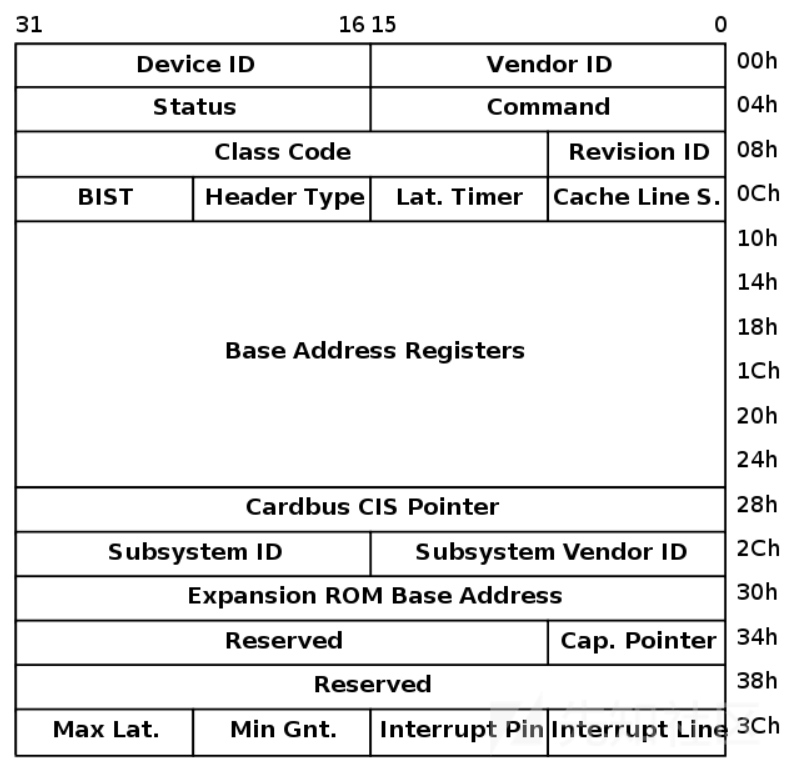 31 16 15 0
Device ID Vendor ID 00h
Status Command 04h
Class Code Revision ID 08h
BIST Header Type Lat. Timer Cache Line S. 0Ch
10h
14h
18h
Base Address Registers
1Ch
20h
24h
Cardbus CIS Pointer 28h
Subsystem ID Subsystem Vendor ID 2Ch
Expansion ROM Base Address 30h
Reserved Cap. Pointer 34h
Reserved 38h
Max Lat. Min Gnt. Interrupt Pin Interrupt Line 3Ch